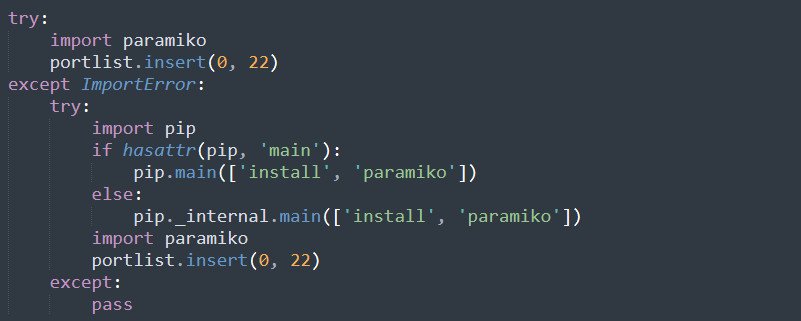 try:
    import paramiko
    portlist.insert(0, 22)
except ImportError:
    try:
        import pip
        if hasattr(pip, 'main'):
            pip.main(['install', 'paramiko'])
        else:
            pip._internal.main(['install', 'paramiko'])
        import paramiko
        portlist.insert(0, 22)
    except:
        pass